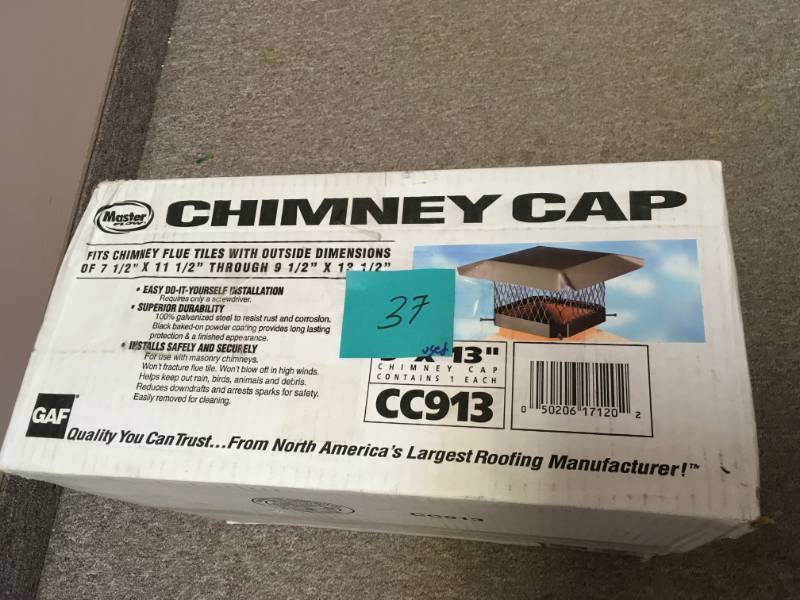 Master
FLOW
CHIMNEY CAP
FITS CHIMNEY FLUE TILES WITH OUTSIDE DIMENSIONS
OF 7 1/2" X 11 1/2" THROUGH 9 1/2" X 13 1/2"
• EASY DO-IT-YOURSELF INSTALLATION
Requires only a screwdriver.
• SUPERIOR DURABILITY
100% galvanized steel to resist rust and corrosion.
Black baked-on powder coating provides long lasting
protection & a finished appearance.
• INSTALLS SAFELY AND SECURELY
For use with masonry chimneys.
Won't fracture flue tile. Won't blow off in high winds.
Helps keep out rain, birds, animals and debris.
Reduces downdrafts and arrests sparks for safety.
Easily removed for cleaning.
37
used
X 13"
CHIMNEY CAP
CONTAINS 1 EACH
CC913
0 50206 17120 2
GAF
Quality You Can Trust...From North America's Largest Roofing Manufacturer!™
CC913